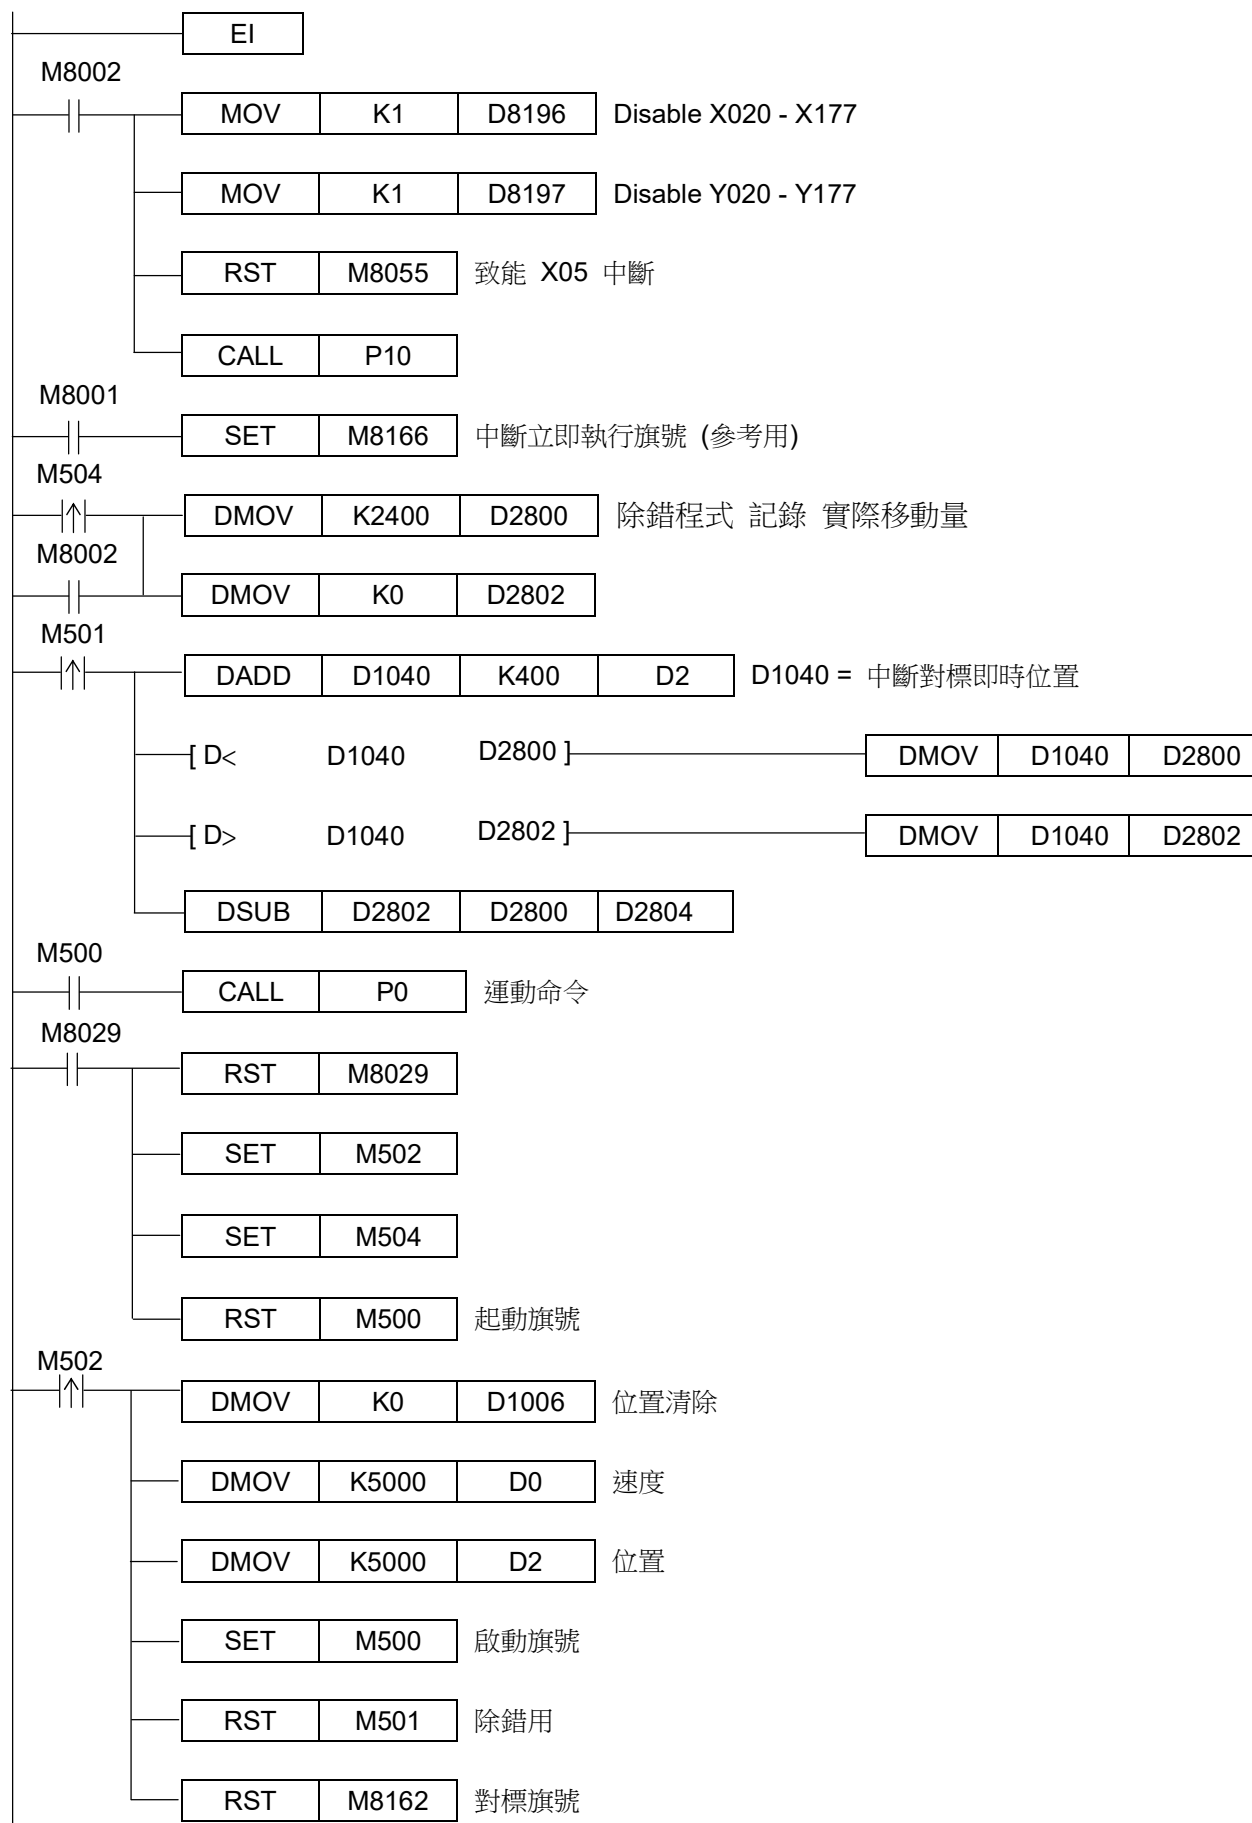 EI
M8002
MOV K1 D8196 Disable X020 - X177
MOV K1 D8197 Disable Y020 - Y177
RST M8055 致能 X05 中斷
CALL P10
M8001
SET M8166 中斷立即執行旗號 (參考用)
M504
DMOV K2400 D2800 除錯程式 記錄 實際移動量
M8002
DMOV K0 D2802
M501
DADD D1040 K400 D2 D1040 = 中斷對標即時位置
[ D< D1040 D2800 ] DMOV D1040 D2800
[ D> D1040 D2802 ] DMOV D1040 D2802
DSUB D2802 D2800 D2804
M500
CALL P0 運動命令
M8029
RST M8029
SET M502
SET M504
RST M500 起動旗號
M502
DMOV K0 D1006 位置清除
DMOV K5000 D0 速度
DMOV K5000 D2 位置
SET M500 啟動旗號
RST M501 除錯用
RST M8162 對標旗號